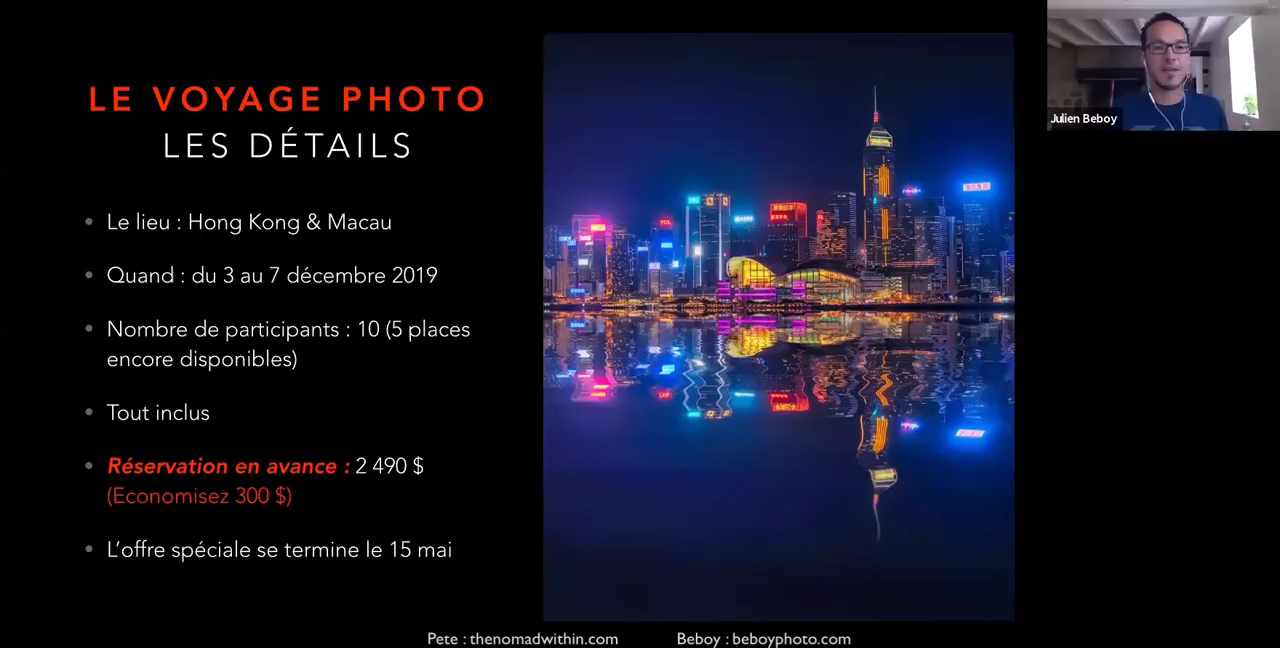 LE VOYAGE PHOTO
LES DÉTAILS
Le lieu : Hong Kong & Macau
Quand : du 3 au 7 décembre 2019
Nombre de participants : 10 (5 places
encore disponibles)
Tout inclus
Réservation en avance : 2 490 $
(Economisez 300 $)
L'offre spéciale se termine le 15 mai
TCL
Julien Beboy
Pete : thenomadwithin.com
Beboy : beboyphoto.com